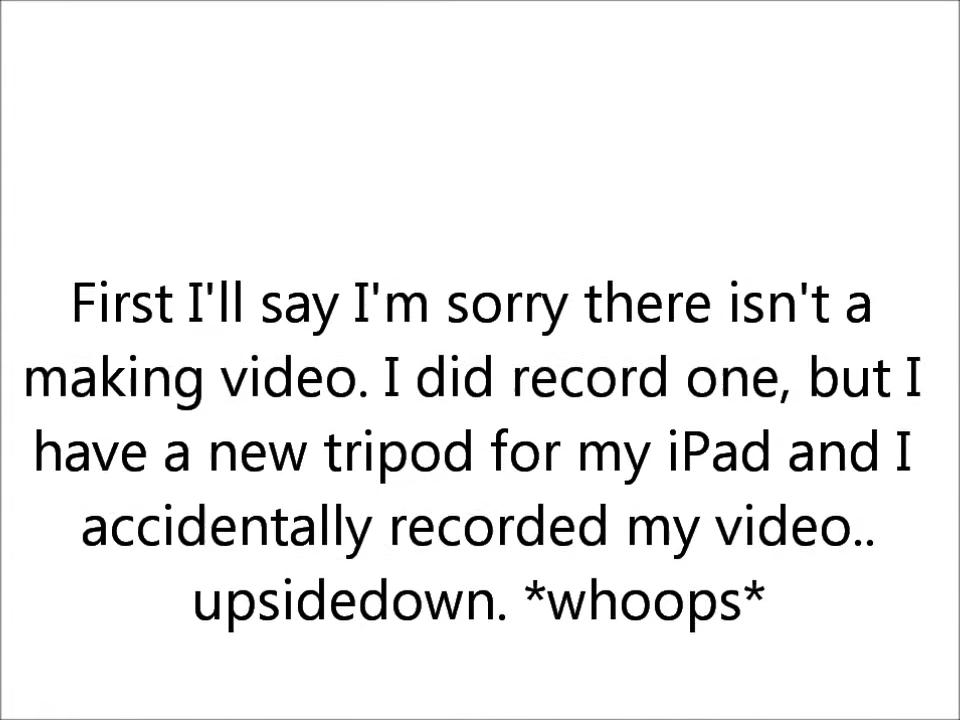 First I'll say I'm sorry there isn't a
making video. I did record one, but I
have a new tripod for my iPad and I
accidentally recorded my video..
upsidedown. *whoops*